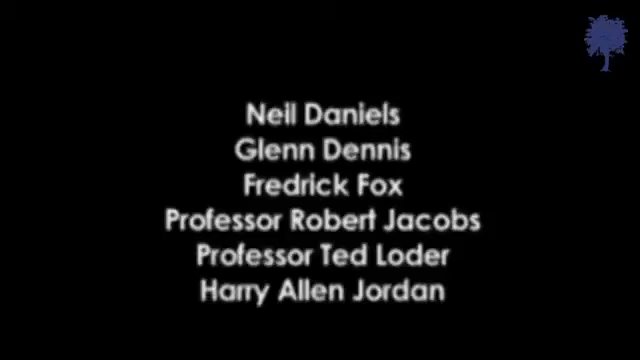 Neil Daniels
Glenn Dennis
Fredrick Fox
Professor Robert Jacobs
Professor Ted Loder
Harry Allen Jordan